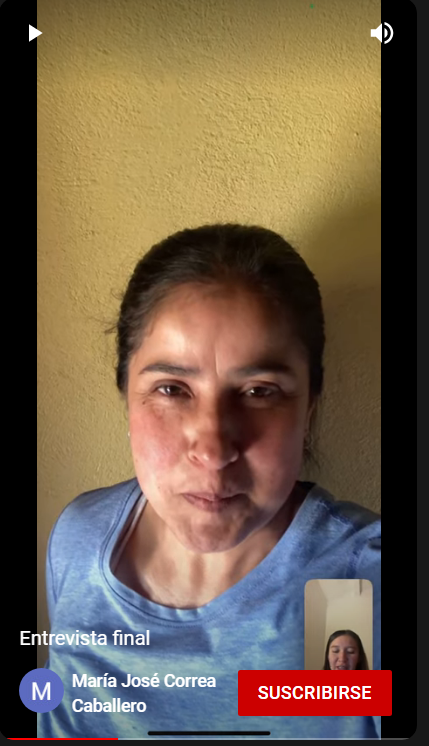 Entrevista final
M
María José Correa
Caballero
SUSCRIBIRSE